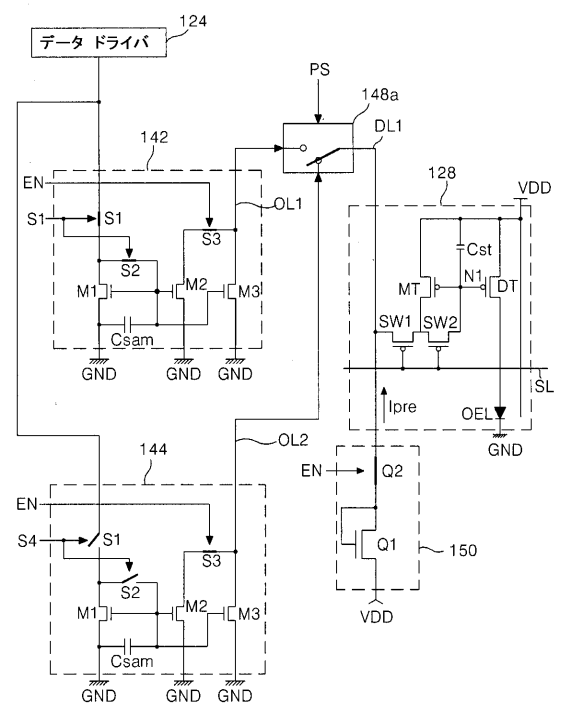 データ ドライバ
124
PS
148a
DL1
142
EN
S1
S1
S2
S3
OL1
M1
M2
M3
Csam
GND
GND
GND
128
VDD
Cst
N1
MT
DT
SW1
SW2
SL
Ipre
OEL
GND
OL2
144
EN
S4
S1
S2
S3
M1
M2
M3
Csam
GND
GND
GND
EN
Q2
Q1
150
VDD